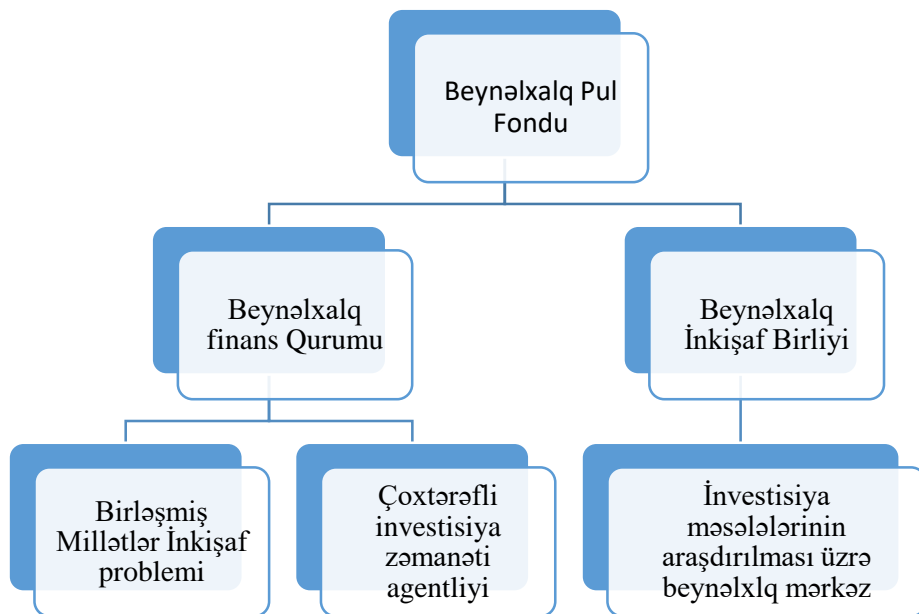 Beynəlxalq Pul
Fondu
Beynəlxalq
finans Qurumu
Beynəlxalq
İnkişaf Birliyi
Birləşmiş
Millətlər İnkişaf
problemi
Çoxtərəfli
investisiya
zəmanəti
agentliyi
İnvestisiya
məsələlərinin
araşdırılması üzrə
beynəlxlq mərkəz